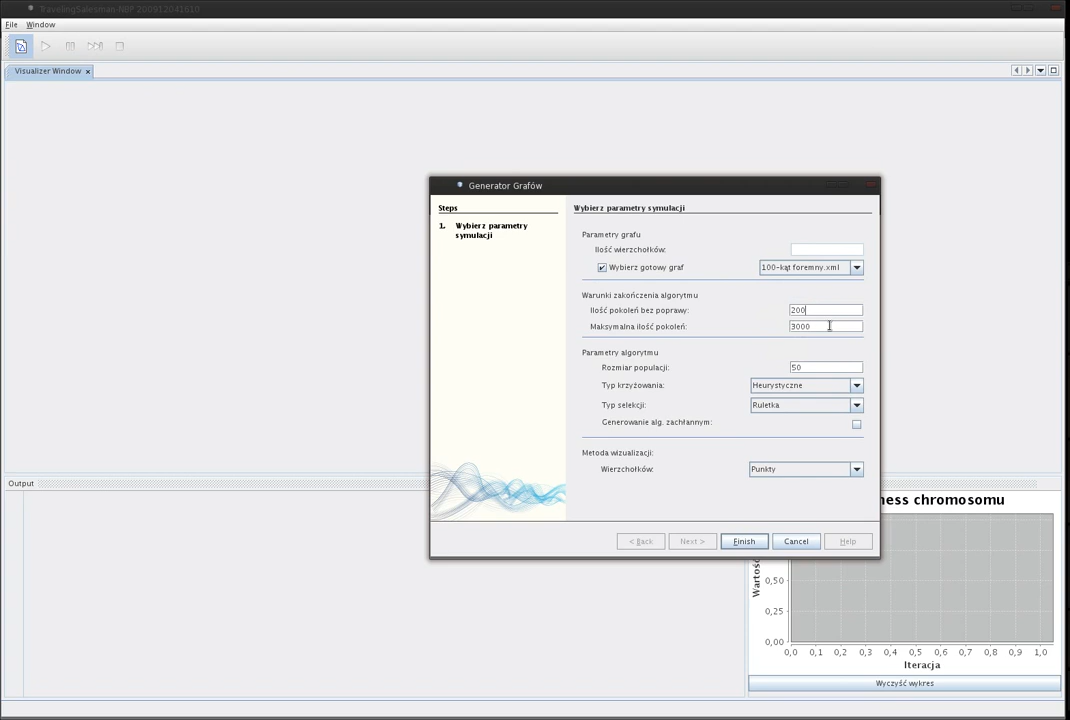 TravelingSalesman-NBP 200912041610
File Window
Visualizer Window x
Generator Grafów
Steps
1. Wybierz parametry
symulacji
Wybierz parametry symulacji
Parametry grafu
Ilość wierzchołków:
Wybierz gotowy graf 100-kąt foremny.xml
Warunki zakończenia algorytmu
Ilość pokoleń bez poprawy: 200
Maksymalna ilość pokoleń: 3000
Parametry algorytmu
Rozmiar populacji: 50
Typ krzyżowania: Heurystyczne
Typ selekcji: Ruletka
Generowanie alg. zachłannym:
Metoda wizualizacji:
Wierzchołków: Punkty
< Back Next > Finish Cancel Help
Output
ness chromosomu
Wartoś
0,50
0,25
0,00
0,0 0,1 0,2 0,3 0,4 0,5 0,6 0,7 0,8 0,9 1,0
Iteracja
Wyczyść wykres